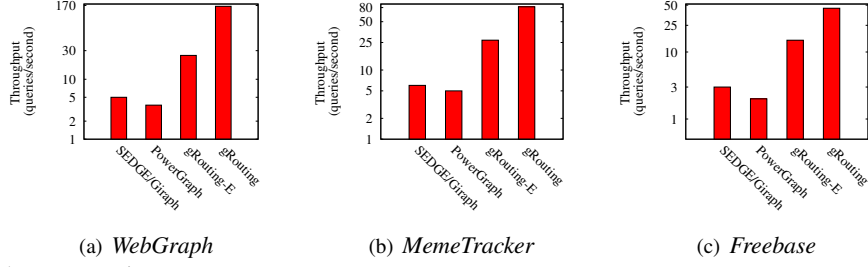 Throughput
(queries/second)
170
30
10
5
2
1
SEDGE/Giraph
PowerGraph
gRouting-E
gRouting
(a) WebGraph
Throughput
(queries/second)
80
50
25
10
5
2
1
SEDGE/Giraph
PowerGraph
gRouting-E
gRouting
(b) MemeTracker
Throughput
(queries/second)
50
10
3
1
SEDGE/Giraph
PowerGraph
gRouting-E
gRouting
(c) Freebase